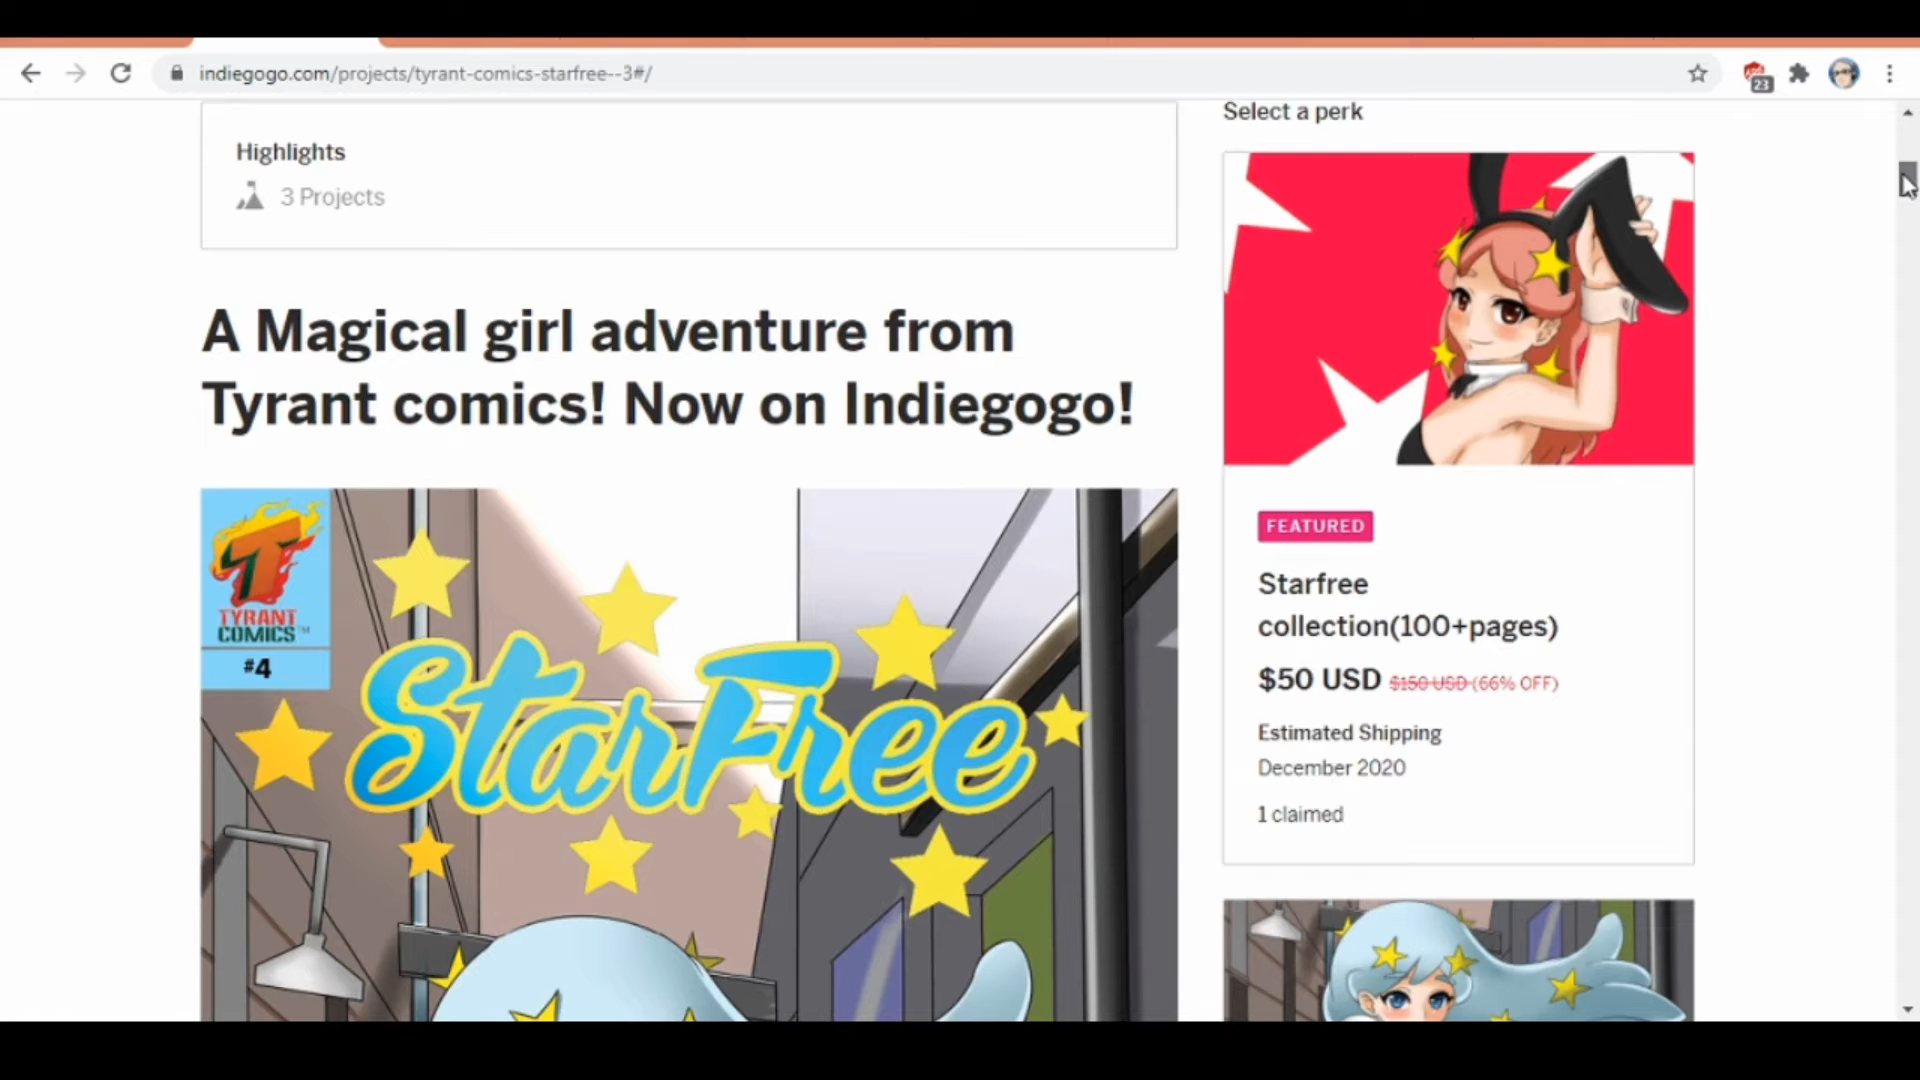 indiegogo.com/projects/tyrant-comics-starfree--3#/
23
Highlights
3 Projects
A Magical girl adventure from
Tyrant comics! Now on Indiegogo!
T
TYRANT
COMICS™
#4
StarFree
Select a perk
FEATURED
Starfree
collection(100+pages)
$50 USD $150 USD (66% OFF)
Estimated Shipping
December 2020
1 claimed